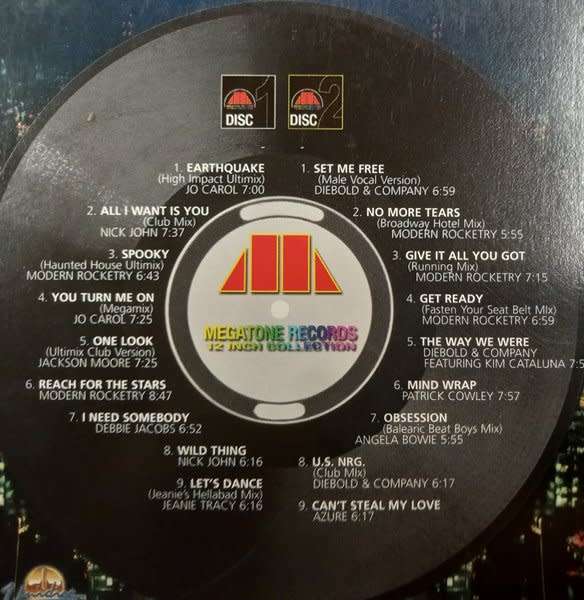 DISC 1
DISC 2
1. EARTHQUAKE
(High Impact Ultimix)
JO CAROL 7:00
2. ALL I WANT IS YOU
(Club Mix)
NICK JOHN 7:37
3. SPOOKY
(Haunted House Ultimix)
MODERN ROCKETRY 6:43
4. YOU TURN ME ON
(Megamix)
JO CAROL 7:25
5. ONE LOOK
(Ultimix Club Version)
JACKSON MOORE 7:25
6. REACH FOR THE STARS
MODERN ROCKETRY 8:47
7. I NEED SOMEBODY
DEBBIE JACOBS 6:52
8. WILD THING
NICK JOHN 6:16
9. LET'S DANCE
(Jeanie's Hellabad Mix)
JEANIE TRACY 6:16
1. SET ME FREE
(Male Vocal Version)
DIEBOLD & COMPANY 6:59
2. NO MORE TEARS
(Broadway Hotel Mix)
MODERN ROCKETRY 5:55
3. GIVE IT ALL YOU GOT
(Running Mix)
MODERN ROCKETRY 7:15
4. GET READY
(Fasten Your Seat Belt MIx)
MODERN ROCKETRY 6:59
5. THE WAY WE WERE
DIEBOLD & COMPANY
FEATURING KIM CATALUNA
6. MIND WRAP
PATRICK COWLEY 7:57
7. OBSESSION
(Balearic Beat Boys Mix)
ANGELA BOWIE 5:55
8. U.S. NRG.
(Club MIx)
DIEBOLD & COMPANY 6:17
9. CAN'T STEAL MY LOVE
AZURE 6:17
MEGATONE RECORDS
12 INCH COLLECTION